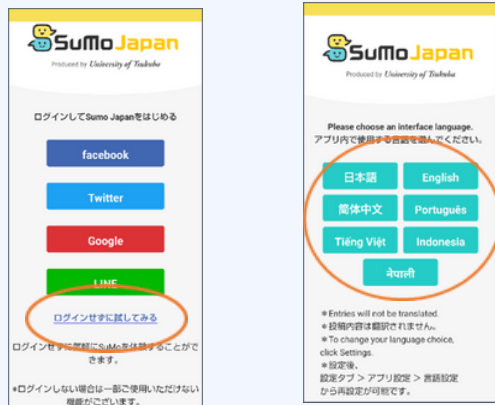 SuMo Japan
Produced by University of Tsukuba
ログインしてSumo Japanをはじめる
facebook
Twitter
Google
LINE
ログインせずに試してみる
ログインせずに気軽にSuMoを体験することがで
きます。
*ログインしない場合は一部ご使用いただけない
機能がございます。
SuMo Japan
Produced by University of Tsukuba
Please choose an interface language.
アプリ内で使用する言語を選んでください。
日本語
English
简体中文
Português
Tiếng Việt
Indonesia
नेपाली
*Entries will not be translated.
*投稿内容は翻訳されません。
*To change your language choice,
click Settings.
*設定後、
設定タブ > アプリ設定 > 言語設定
から再設定が可能です。